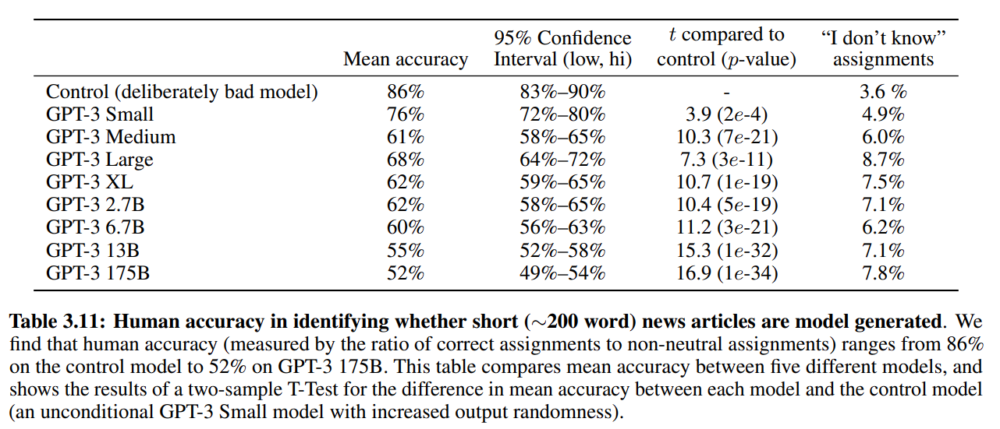 Mean accuracy 95% Confidence Interval (low, hi) t compared to control (p-value) “I don’t know” assignments
Control (deliberately bad model) 86% 83%–90% - 3.6 %
GPT-3 Small 76% 72%–80% 3.9 (2e-4) 4.9%
GPT-3 Medium 61% 58%–65% 10.3 (7e-21) 6.0%
GPT-3 Large 68% 64%–72% 7.3 (3e-11) 8.7%
GPT-3 XL 62% 59%–65% 10.7 (1e-19) 7.5%
GPT-3 2.7B 62% 58%–65% 10.4 (5e-19) 7.1%
GPT-3 6.7B 60% 56%–63% 11.2 (3e-21) 6.2%
GPT-3 13B 55% 52%–58% 15.3 (1e-32) 7.1%
GPT-3 175B 52% 49%–54% 16.9 (1e-34) 7.8%
Table 3.11: Human accuracy in identifying whether short (∼200 word) news articles are model generated. We
find that human accuracy (measured by the ratio of correct assignments to non-neutral assignments) ranges from 86%
on the control model to 52% on GPT-3 175B. This table compares mean accuracy between five different models, and
shows the results of a two-sample T-Test for the difference in mean accuracy between each model and the control model
(an unconditional GPT-3 Small model with increased output randomness).